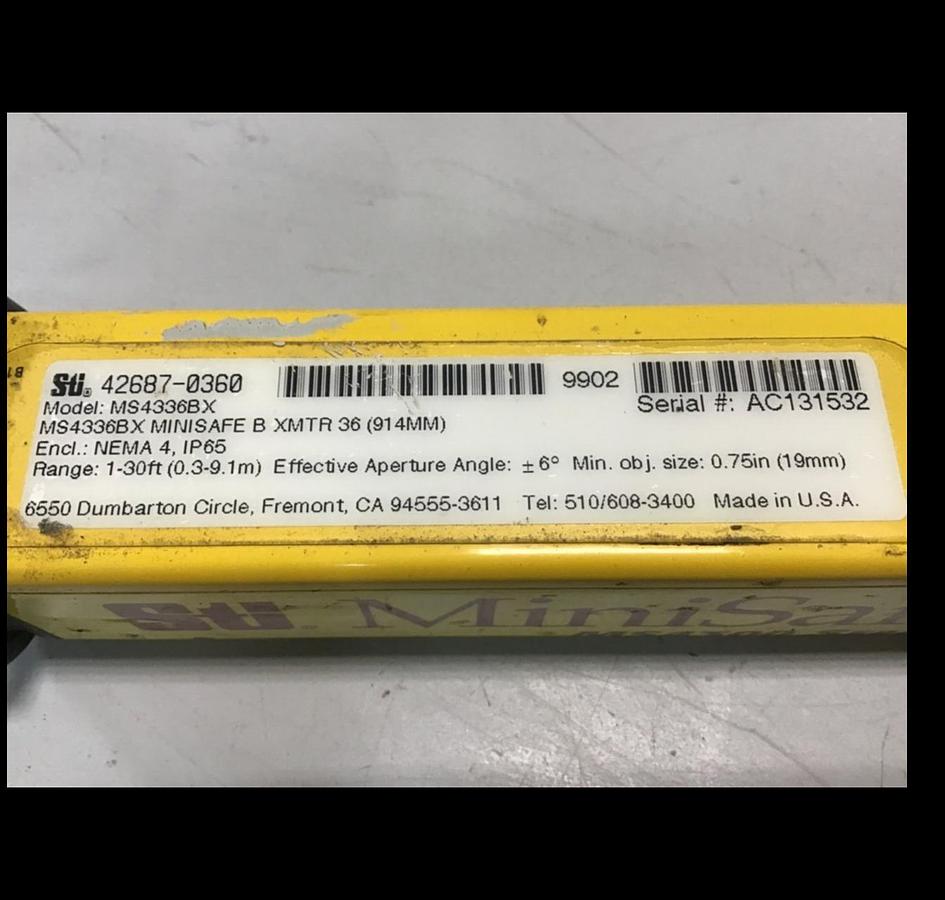 Sti® 42687-0360 9902
Model: MS4336BX Serial #: AC131532
MS4336BX MINISAFE B XMTR 36 (914MM)
Encl.: NEMA 4, IP65
Range: 1-30ft (0.3-9.1m) Effective Aperture Angle: ±6° Min. obj. size: 0.75in (19mm)
6550 Dumbarton Circle, Fremont, CA 94555-3611 Tel: 510/608-3400 Made in U.S.A.
Sti. MiniSa